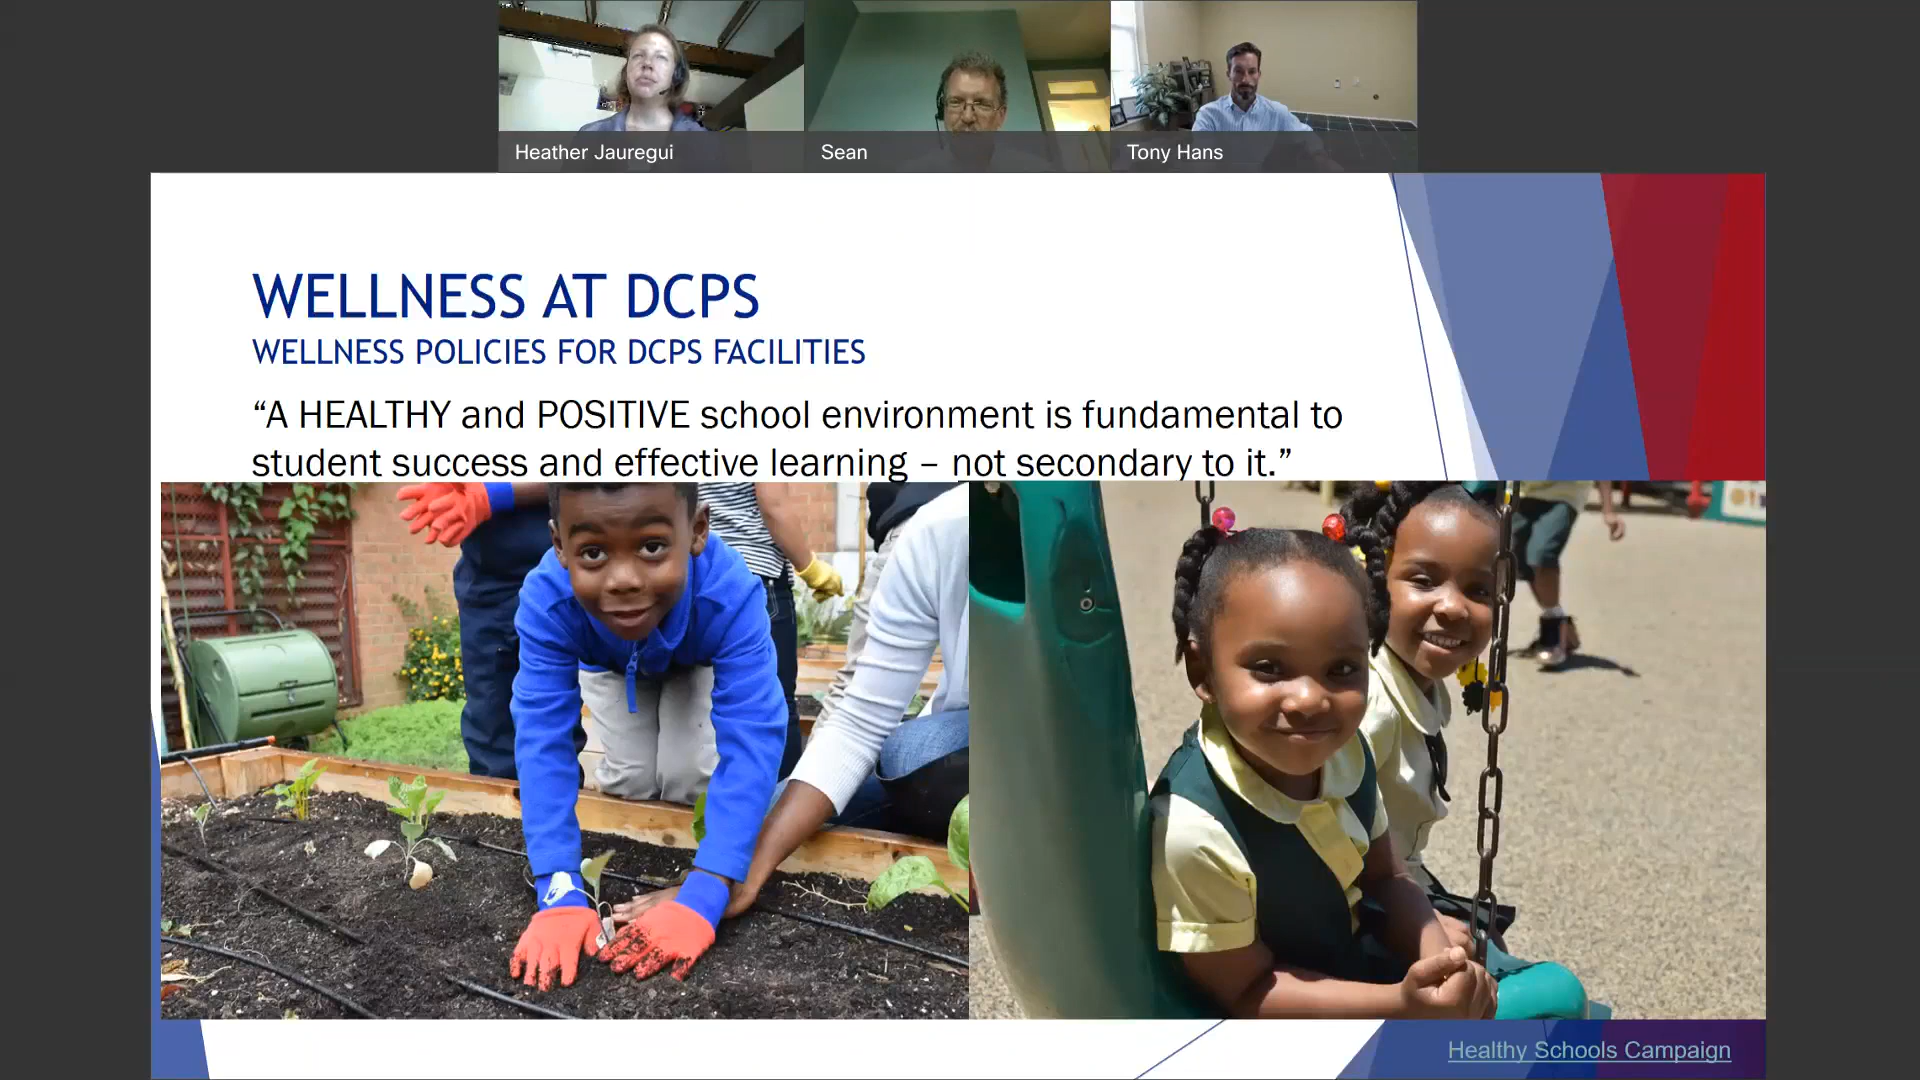 Heather Jauregui
Sean
Tony Hans
WELLNESS AT DCPS
WELLNESS POLICIES FOR DCPS FACILITIES
“A HEALTHY and POSITIVE school environment is fundamental to
student success and effective learning – not secondary to it.”
Healthy Schools Campaign